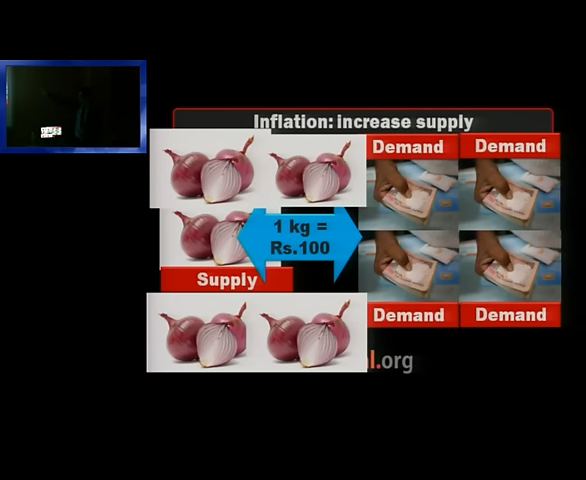 Inflation: increase supply
Demand
Demand
1 kg =
Rs.100
Supply
Demand
Demand
.org